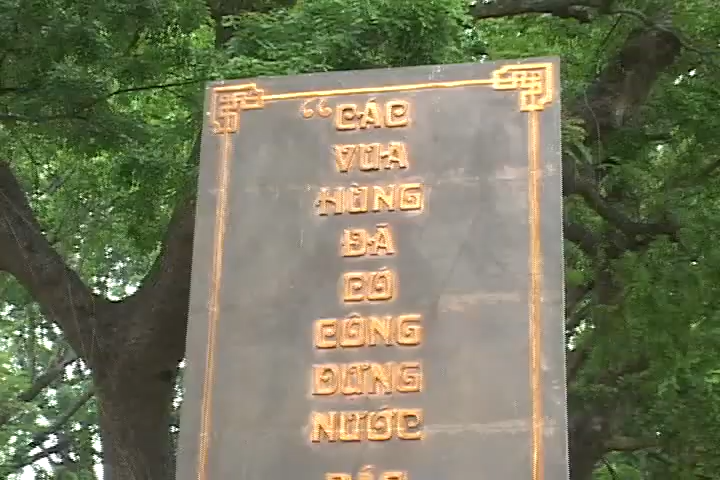 “CÁC
VUA
HÙNG
ĐÃ
CÓ
CÔNG
DỰNG
NƯỚC